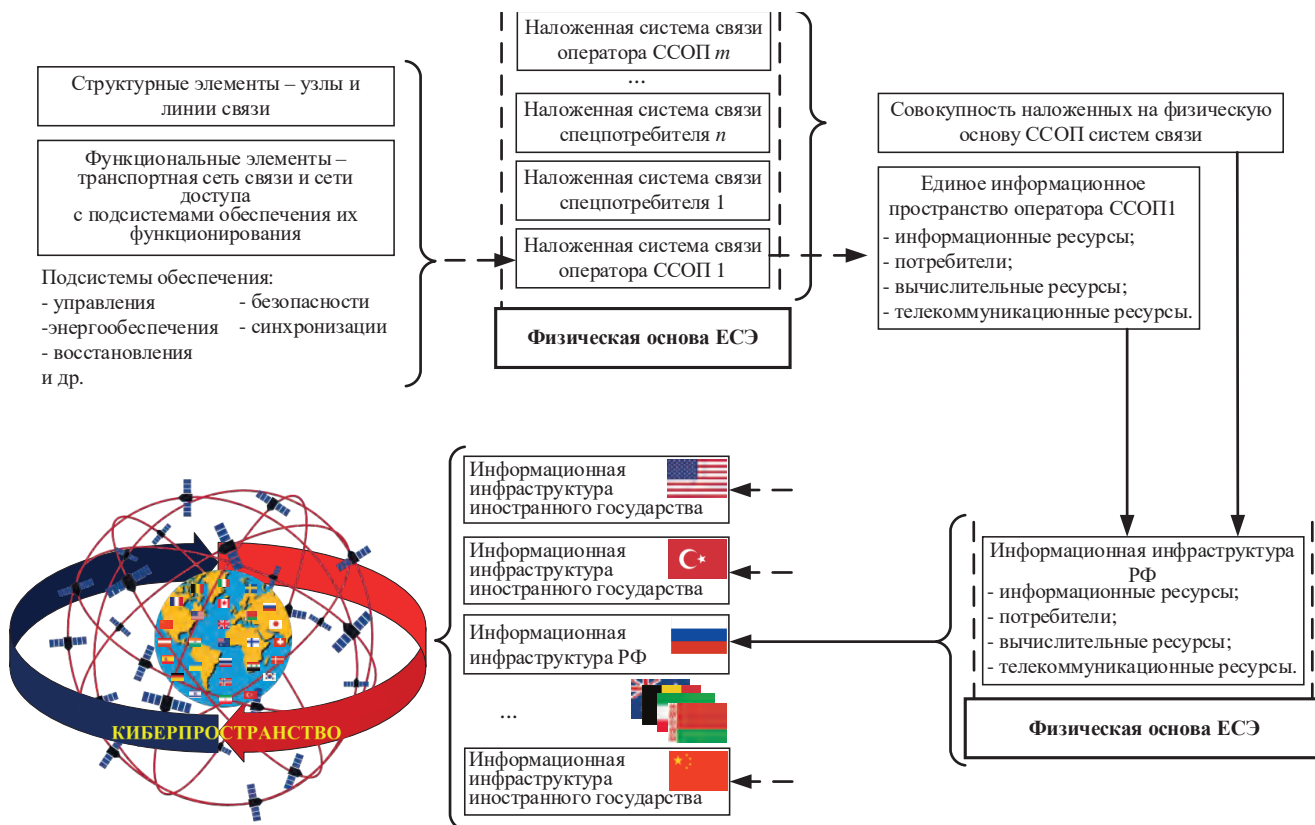 Структурные элементы – узлы и
линии связи
Функциональные элементы –
транспортная сеть связи и сети
доступа
с подсистемами обеспечения их
функционирования
Подсистемы обеспечения:
- управления
- безопасности
-энергообеспечения
- синхронизации
- восстановления
и др.
Наложенная система связи
оператора ССОП m
...
Наложенная система связи
спецпотребителя n
Наложенная система связи
спецпотребителя 1
Наложенная система связи
оператора ССОП 1
Физическая основа ЕСЭ
Совокупность наложенных на физическую
основу ССОП систем связи
Единое информационное
пространство оператора ССОП1
- информационные ресурсы;
- потребители;
- вычислительные ресурсы;
- телекоммуникационные ресурсы.
КИБЕРПРОСТРАНСТВО
Информационная
инфраструктура
иностранного государства
Информационная
инфраструктура
иностранного государства
Информационная
инфраструктура РФ
...
Информационная
инфраструктура
иностранного государства
Информационная инфраструктура
РФ
- информационные ресурсы;
- потребители;
- вычислительные ресурсы;
- телекоммуникационные ресурсы.
Физическая основа ЕСЭ